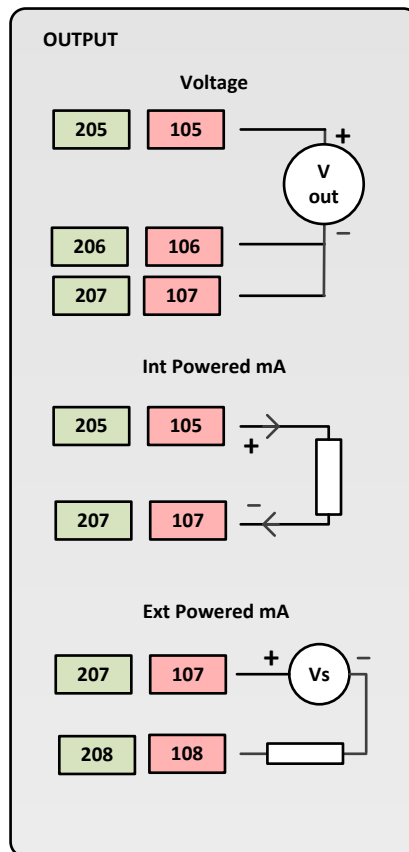 OUTPUT
Voltage
205 105
+
V
out
−
206 106
207 107
Int Powered mA
205 105
+
−
207 107
Ext Powered mA
+ −
207 107 Vs
208 108